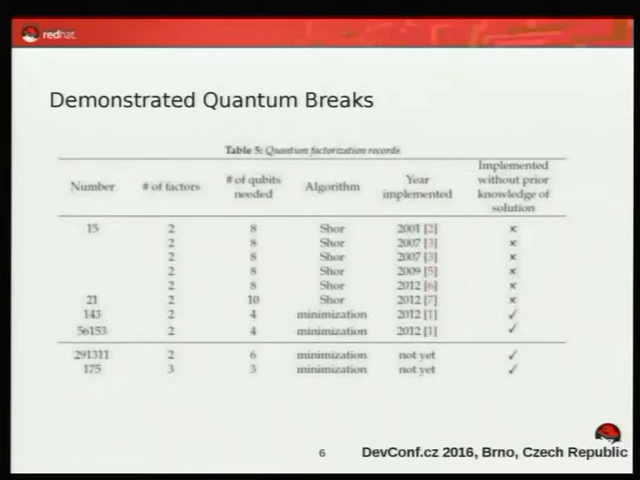 redhat
Demonstrated Quantum Breaks
Table 5: Quantum factorization records
Number # of factors # of qubits needed Algorithm Year implemented Implemented without prior knowledge of solution
15 2 8 Shor 2001 [2] ×
2 8 Shor 2007 [3] ×
2 8 Shor 2007 [3] ×
2 8 Shor 2009 [5] ×
2 8 Shor 2012 [6] ×
21 2 10 Shor 2012 [7] ×
143 2 4 minimization 2012 [1] ✓
56153 2 4 minimization 2012 [1] ✓
291311 2 6 minimization not yet ✓
175 3 3 minimization not yet ✓
6 DevConf.cz 2016, Brno, Czech Republic